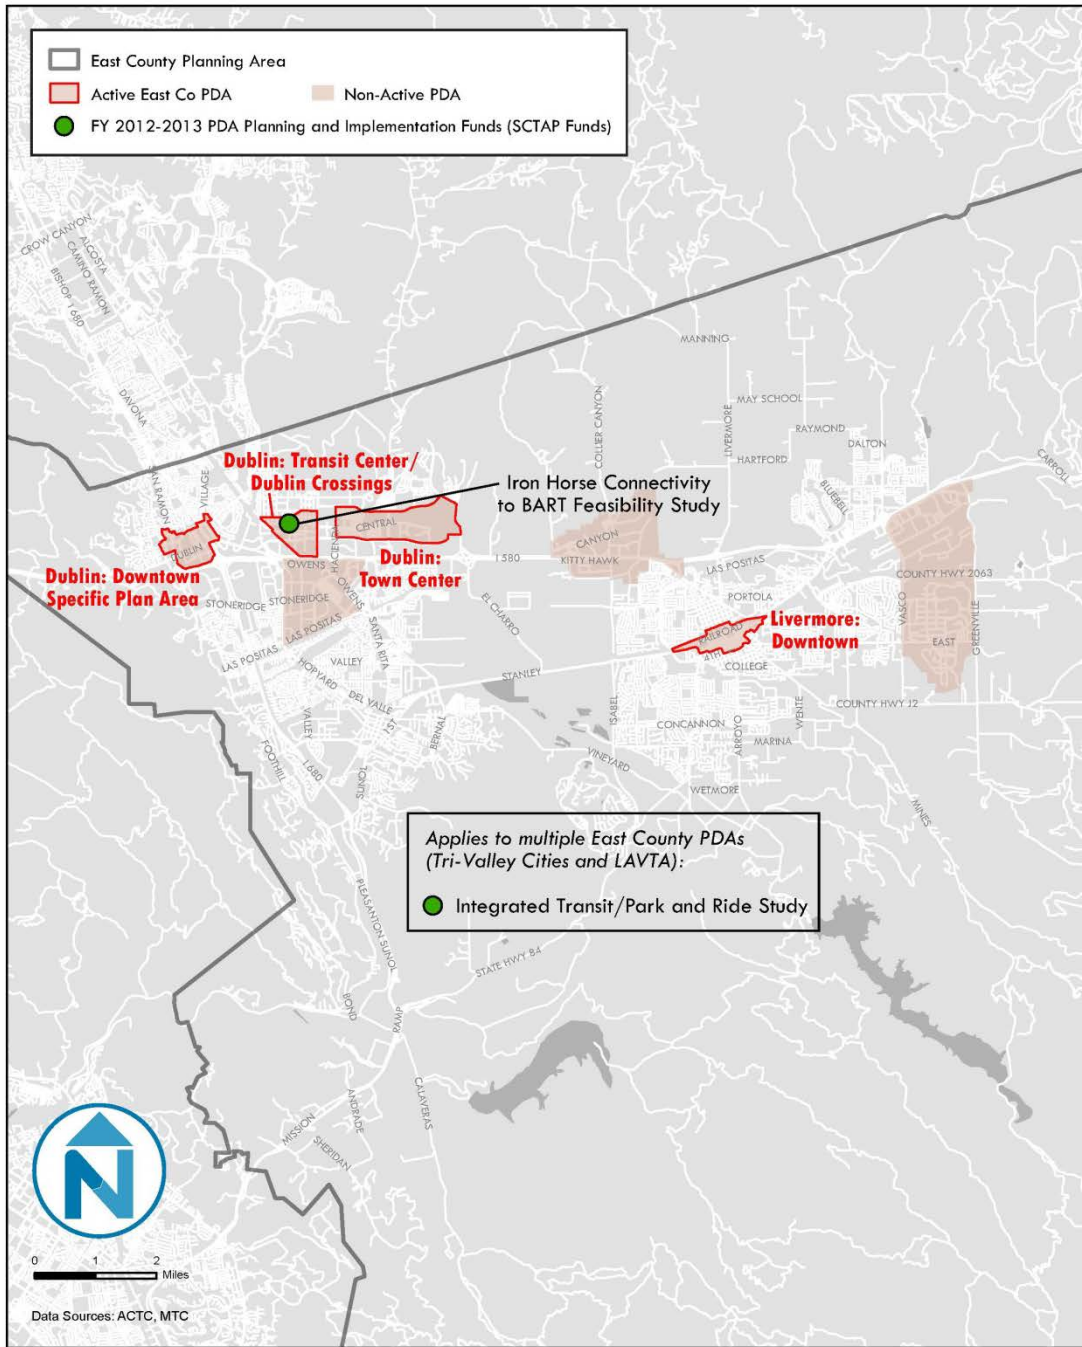 East County Planning Area
Active East Co PDA
Non-Active PDA
FY 2012-2013 PDA Planning and Implementation Funds (SCTAP Funds)
CROW CANYON
ALCOSTA
CAMINO RAMON
BISHOP
I 680
DAVONA
MANNING
COLLIER CANYON
LIVERMORE
MAY SCHOOL
RAYMOND
DALTON
HARTFORD
CARROLL
BLUEBELL
SAN RAMON
VILLAGE
Dublin: Transit Center/
Dublin Crossings
Iron Horse Connectivity
to BART Feasibility Study
CENTRAL
HACIENDA
DUBLIN
CANYON
I 580
KITTY HAWK
LAS POSITAS
COUNTY HWY 2063
Dublin:
Town Center
Dublin: Downtown
Specific Plan Area
OWENS
OWENS
STONERIDGE
STONERIDGE
EL CHARRO
PORTOLA
VASCO
GREENVILLE
EAST
LAS POSITAS
LAS POSITAS
SANTA RITA
RAILROAD
4TH
Livermore:
Downtown
COLLEGE
HOPYARD
VALLEY
STANLEY
DEL VALLE
VALLEY
1ST
BERNAL
ISABEL
CONCANNON
ARROYO
WENTE
COUNTY HWY J2
MARINA
FOOTHILL
I 680
SUNOL
VINEYARD
WETMORE
MINES
Applies to multiple East County PDAs
(Tri-Valley Cities and LAVTA):
Integrated Transit/Park and Ride Study
PLEASANTON SUNOL
STATE HWY 84
BOND
RAMP
CALAVERAS
ANDRADE
MISSION
SHERIDAN
N
0 1 2
Miles
Data Sources: ACTC, MTC